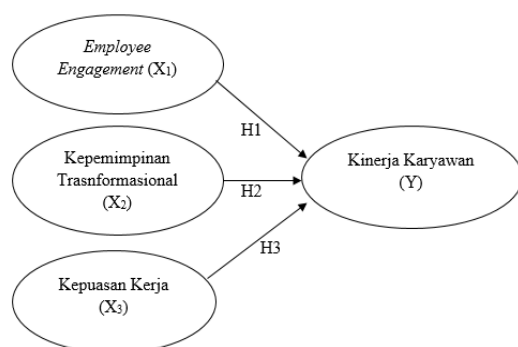 Employee
Engagement (X₁)
H1
Kepemimpinan
Trasnformasional
(X₂)
H2
Kinerja Karyawan
(Y)
H3
Kepuasan Kerja
(X₃)